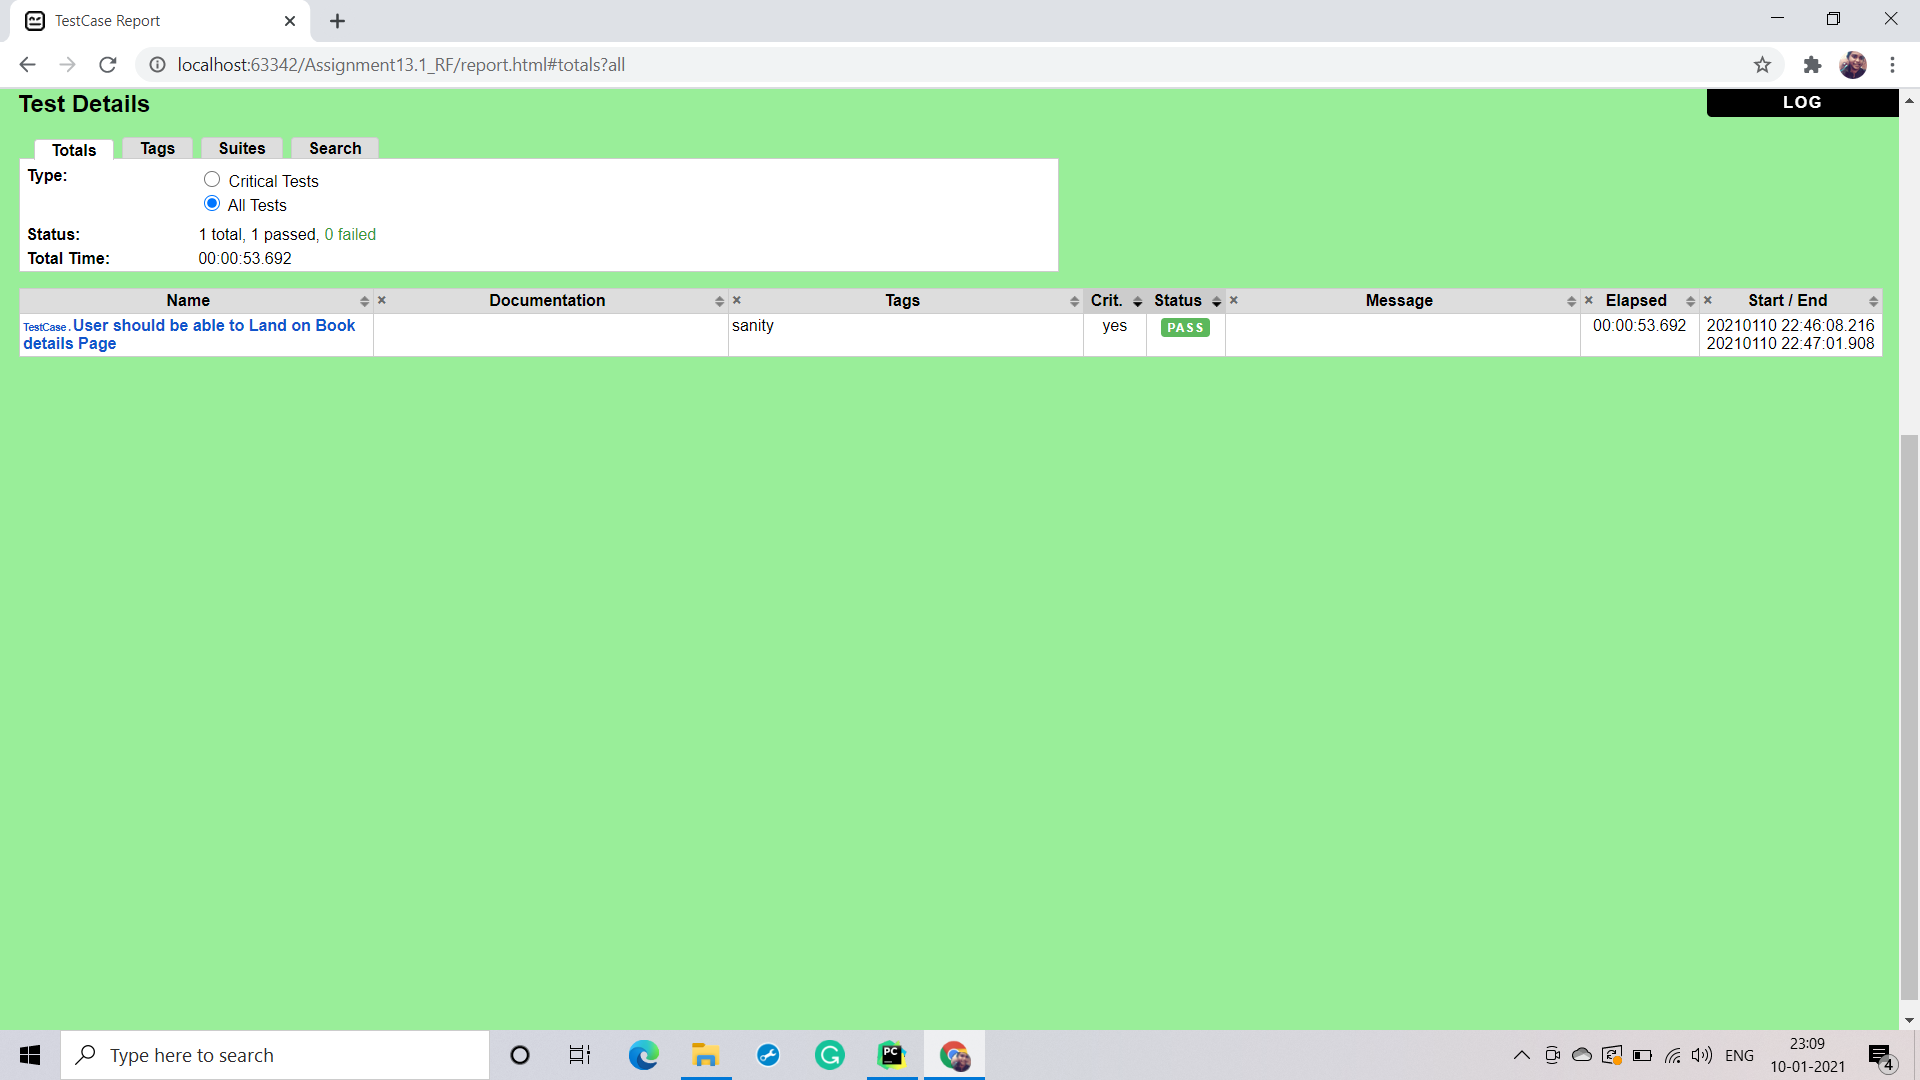 TestCase Report
localhost:63342/Assignment13.1_RF/report.html#totals?all
Test Details
LOG
Totals Tags Suites Search
Type:
Critical Tests
All Tests
Status: 1 total, 1 passed, 0 failed
Total Time: 00:00:53.692
Name × Documentation × Tags Crit. Status × Message × Elapsed × Start / End
TestCase . User should be able to Land on Book details Page sanity yes PASS 00:00:53.692 20210110 22:46:08.216
20210110 22:47:01.908
Type here to search
PC
ENG
23:09
10-01-2021
4